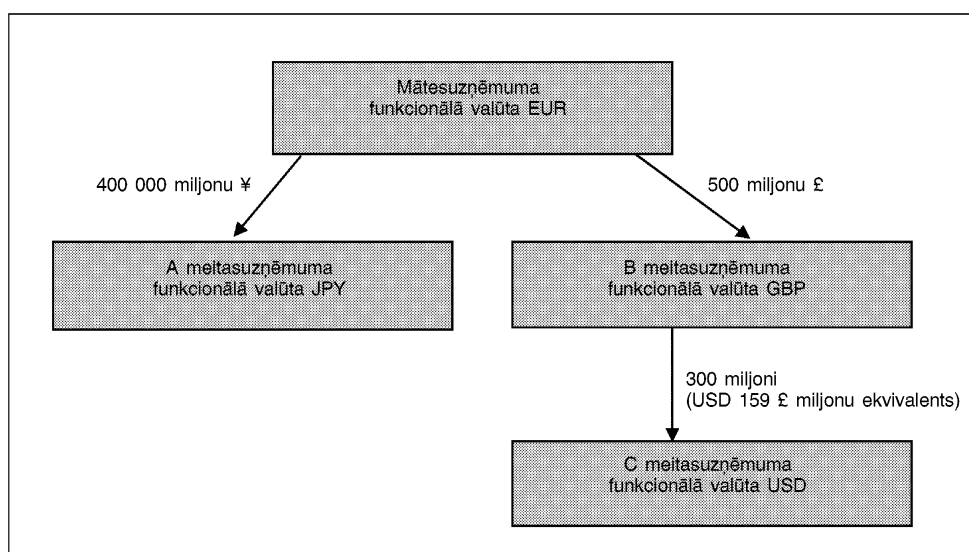 Mātesuzņēmuma
funkcionālā valūta EUR
400 000 miljonu ¥
500 miljonu £
A meitasuzņēmuma
funkcionālā valūta JPY
B meitasuzņēmuma
funkcionālā valūta GBP
300 miljoni
(USD 159 £ miljonu ekvivalents)
C meitasuzņēmuma
funkcionālā valūta USD